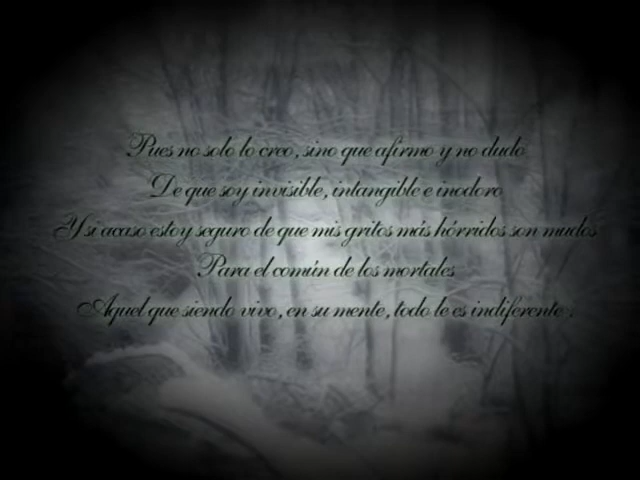 Pues no solo lo creo, sino que afirmo y no dudo
De que soy invisible, intangible e inodoro
Y si acaso estoy seguro de que mis gritos más hórridos son mudos
Para el común de los mortales
Aquel que siendo vivo, en su mente, todo le es indiferente ;